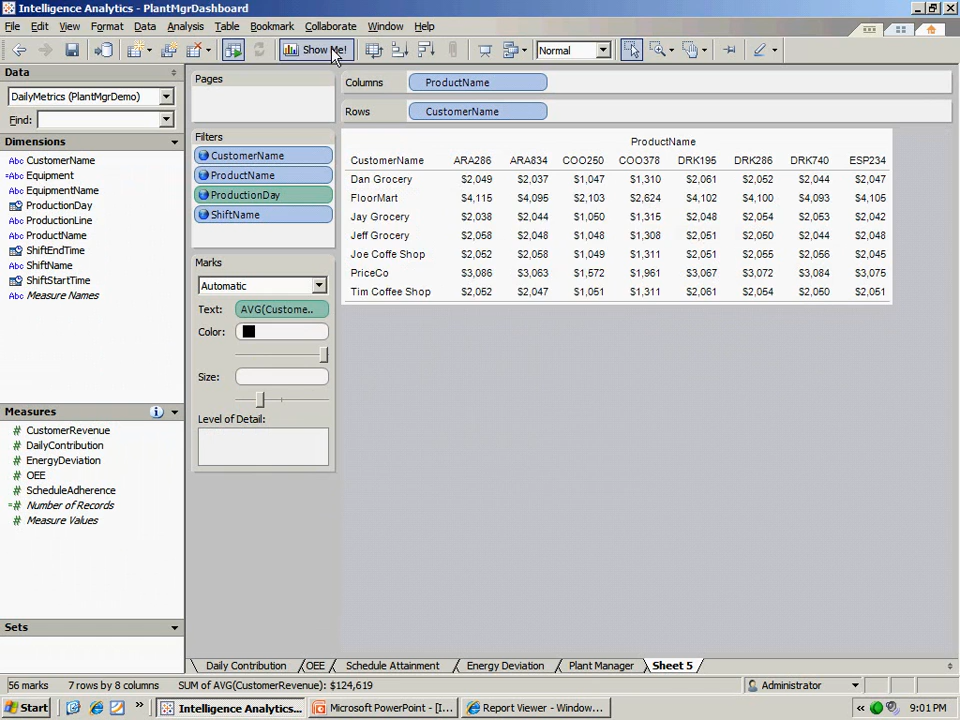 Intelligence Analytics - PlantMgrDashboard
File Edit View Format Data Analysis Table Bookmark Collaborate Window Help
Show Me!
Normal
Data
DailyMetrics (PlantMgrDemo)
Find:
Dimensions
Abc CustomerName
Equipment
Abc EquipmentName
ProductionDay
Abc ProductionLine
Abc ProductName
ShiftEndTime
Abc ShiftName
ShiftStartTime
Abc Measure Names
Measures
# CustomerRevenue
# DailyContribution
# EnergyDeviation
# OEE
# ScheduleAdherence
=# Number of Records
# Measure Values
Sets
Pages
Filters
CustomerName
ProductName
ProductionDay
ShiftName
Marks
Automatic
Text: AVG(Custome..
Color:
Size:
Level of Detail:
Columns ProductName
Rows CustomerName
ProductName
CustomerName ARA286 ARA834 COO250 COO378 DRK195 DRK286 DRK740 ESP234
Dan Grocery $2,049 $2,037 $1,047 $1,310 $2,061 $2,052 $2,044 $2,047
FloorMart $4,115 $4,095 $2,103 $2,624 $4,102 $4,100 $4,093 $4,105
Jay Grocery $2,038 $2,044 $1,050 $1,315 $2,048 $2,054 $2,053 $2,042
Jeff Grocery $2,058 $2,048 $1,048 $1,308 $2,051 $2,050 $2,044 $2,048
Joe Coffe Shop $2,052 $2,058 $1,049 $1,311 $2,051 $2,055 $2,056 $2,045
PriceCo $3,086 $3,063 $1,572 $1,961 $3,067 $3,072 $3,084 $3,075
Tim Coffee Shop $2,052 $2,047 $1,051 $1,311 $2,061 $2,054 $2,050 $2,051
Daily Contribution OEE Schedule Attainment Energy Deviation Plant Manager Sheet 5
56 marks 7 rows by 8 columns SUM of AVG(CustomerRevenue): $124,619
Administrator
Start Intelligence Analytics... Microsoft PowerPoint - [I... Report Viewer - Window... 9:01 PM